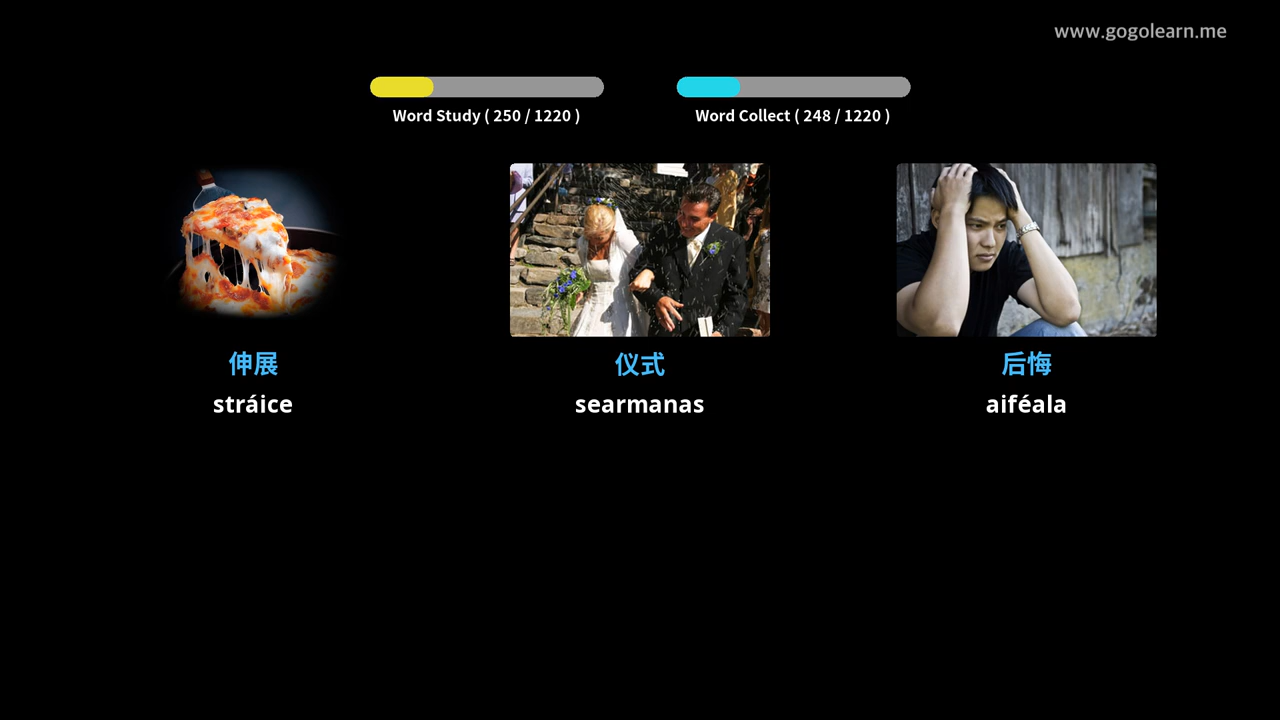 www.gogolearn.me
Word Study ( 250 / 1220 )
Word Collect ( 248 / 1220 )
伸展
仪式
后悔
stráice
searmanas
aiféala